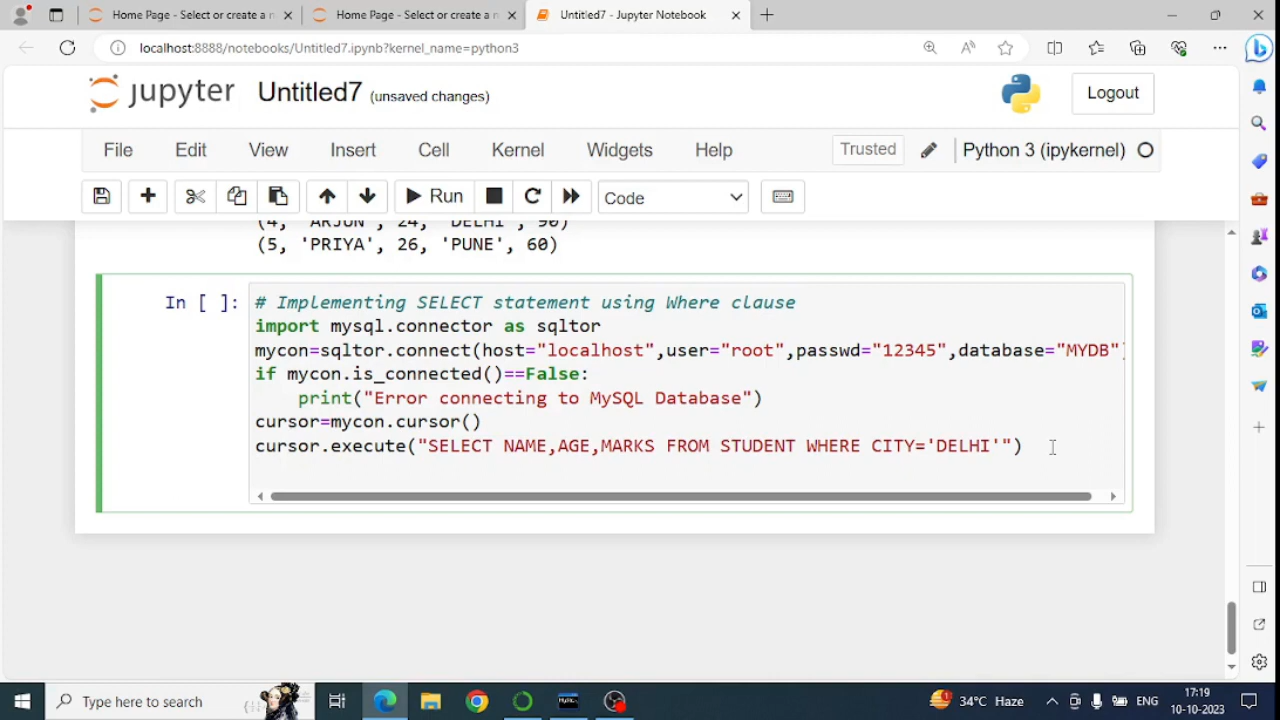 Home Page - Select or create a n
Home Page - Select or create a n
Untitled7 - Jupyter Notebook
localhost:8888/notebooks/Untitled7.ipynb?kernel_name=python3
jupyter Untitled7 (unsaved changes)
Logout
File Edit View Insert Cell Kernel Widgets Help
Trusted
Python 3 (ipykernel)
Run
Code
(4, 'ARJUN', 24, 'DELHI', 90)
(5, 'PRIYA', 26, 'PUNE', 60)
In [ ]:
# Implementing SELECT statement using Where clause
import mysql.connector as sqltor
mycon=sqltor.connect(host="localhost",user="root",passwd="12345",database="MYDB")
if mycon.is_connected()==False:
    print("Error connecting to MySQL Database")
cursor=mycon.cursor()
cursor.execute("SELECT NAME,AGE,MARKS FROM STUDENT WHERE CITY='DELHI'")
Type here to search
34°C Haze
ENG
17:19
10-10-2023